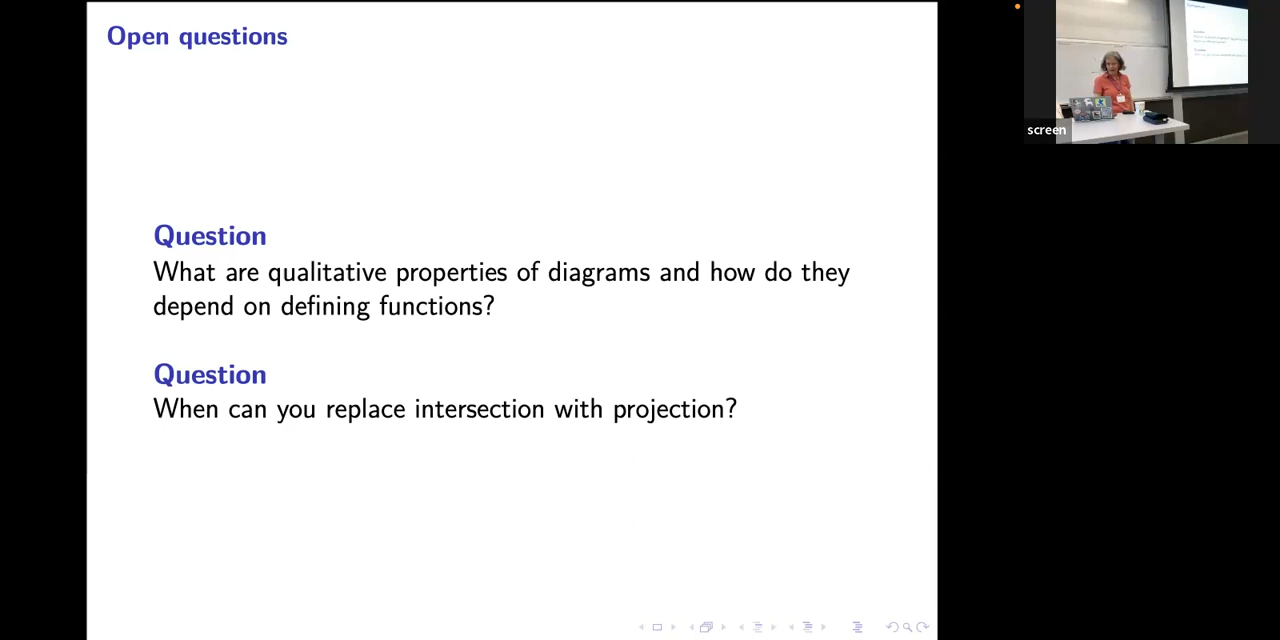 Open questions
Question
What are qualitative properties of diagrams and how do they
depend on defining functions?
Question
When can you replace intersection with projection?
screen